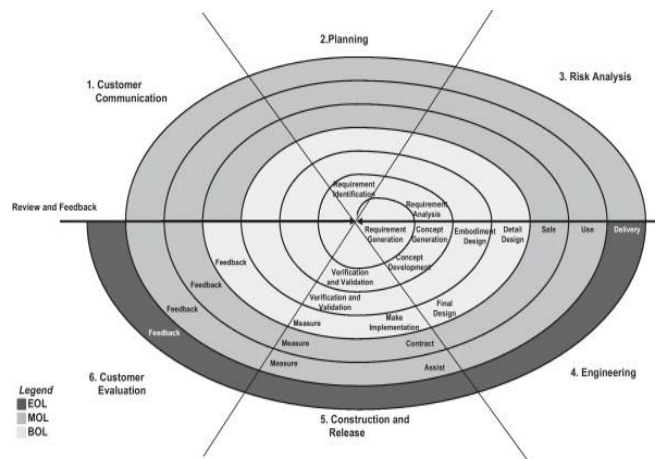 2.Planning
1. Customer
Communication
3. Risk Analysis
Requirement
Identification
Requirement
Analysis
Review and Feedback
Requirement
Generation
Concept
Generation
Embodiment
Design
Detail
Design
Sale
Use
Delivery
Concept
Development
Feedback
Verification and
Validation
Feedback
Verification and
Validation
Final
Design
Feedback
Measure
Make
Implementation
Measure
Contract
Measure
Assist
6. Customer
Evaluation
4. Engineering
Legend
EOL
MOL
BOL
5. Construction and
Release